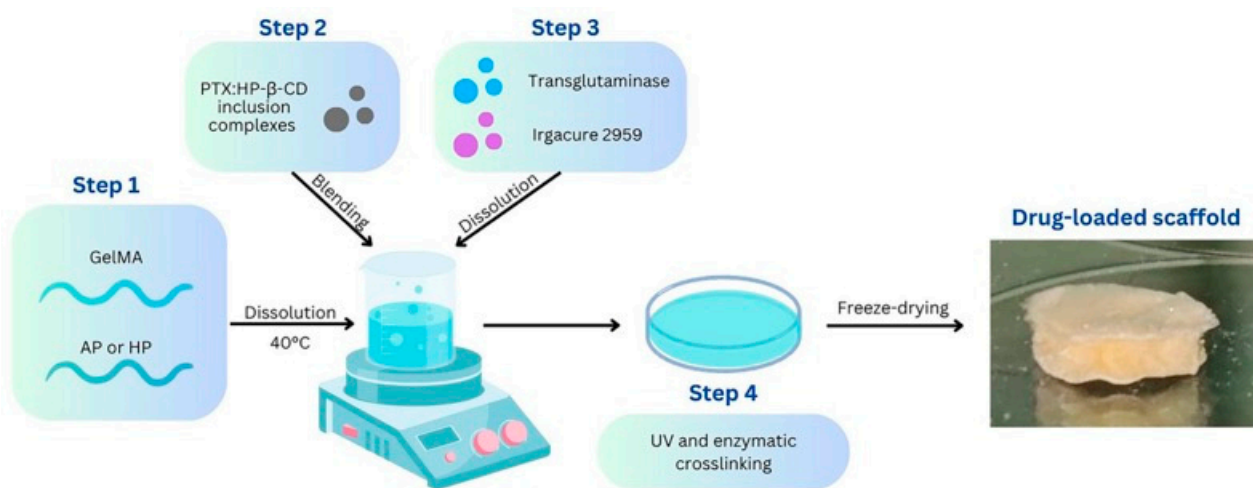 Step 1
GelMA
AP or HP
Dissolution
40°C
Step 2
PTX:HP-β-CD
inclusion
complexes
Blending
Step 3
Transglutaminase
Irgacure 2959
Dissolution
Step 4
UV and enzymatic
crosslinking
Freeze-drying
Drug-loaded scaffold